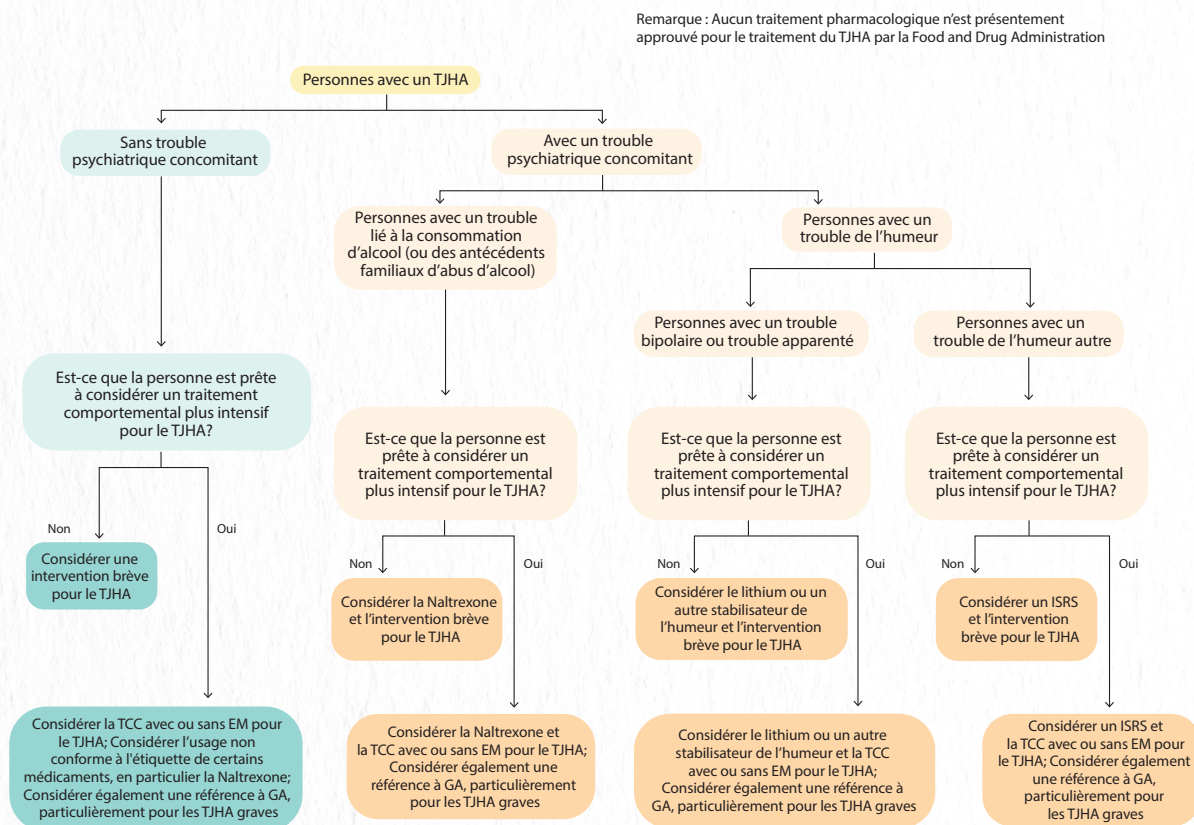 Remarque : Aucun traitement pharmacologique n'est présentement
approuvé pour le traitement du TJHA par la Food and Drug Administration
Personnes avec un TJHA
Sans trouble
psychiatrique concomitant
Avec un trouble
psychiatrique concomitant
Personnes avec un trouble
lié à la consommation
d'alcool (ou des antécédents
familiaux d'abus d'alcool)
Personnes avec un
trouble de l'humeur
Personnes avec un trouble
bipolaire ou trouble apparenté
Personnes avec un
trouble de l'humeur autre
Est-ce que la personne est prête
à considérer un traitement
comportemental plus intensif
pour le TJHA?
Est-ce que la personne est
prête à considérer un
traitement comportemental
plus intensif pour le TJHA?
Est-ce que la personne est
prête à considérer un
traitement comportemental
plus intensif pour le TJHA?
Est-ce que la personne est
prête à considérer un
traitement comportemental
plus intensif pour le TJHA?
Non
Oui
Non
Oui
Non
Oui
Non
Oui
Considérer une
intervention brève
pour le TJHA
Considérer la Naltrexone
et l'intervention brève
pour le TJHA
Considérer le lithium ou un
autre stabilisateur de
l'humeur et l'intervention
brève pour le TJHA
Considérer un ISRS
et l'intervention
brève pour le TJHA
Considérer la TCC avec ou sans EM pour
le TJHA; Considérer l'usage non
conforme à l'étiquette de certains
médicaments, en particulier la Naltrexone;
Considérer également une référence à GA,
particulièrement pour les TJHA graves
Considérer la Naltrexone et
la TCC avec ou sans EM pour le TJHA;
Considérer également une
référence à GA, particulièrement
pour les TJHA graves
Considérer le lithium ou un autre
stabilisateur de l'humeur et la TCC
avec ou sans EM pour le TJHA;
Considérer également une référence à
GA, particulièrement pour les TJHA graves
Considérer un ISRS et
la TCC avec ou sans EM pour
le TJHA; Considérer également
une référence à GA,
particulièrement pour
les TJHA graves